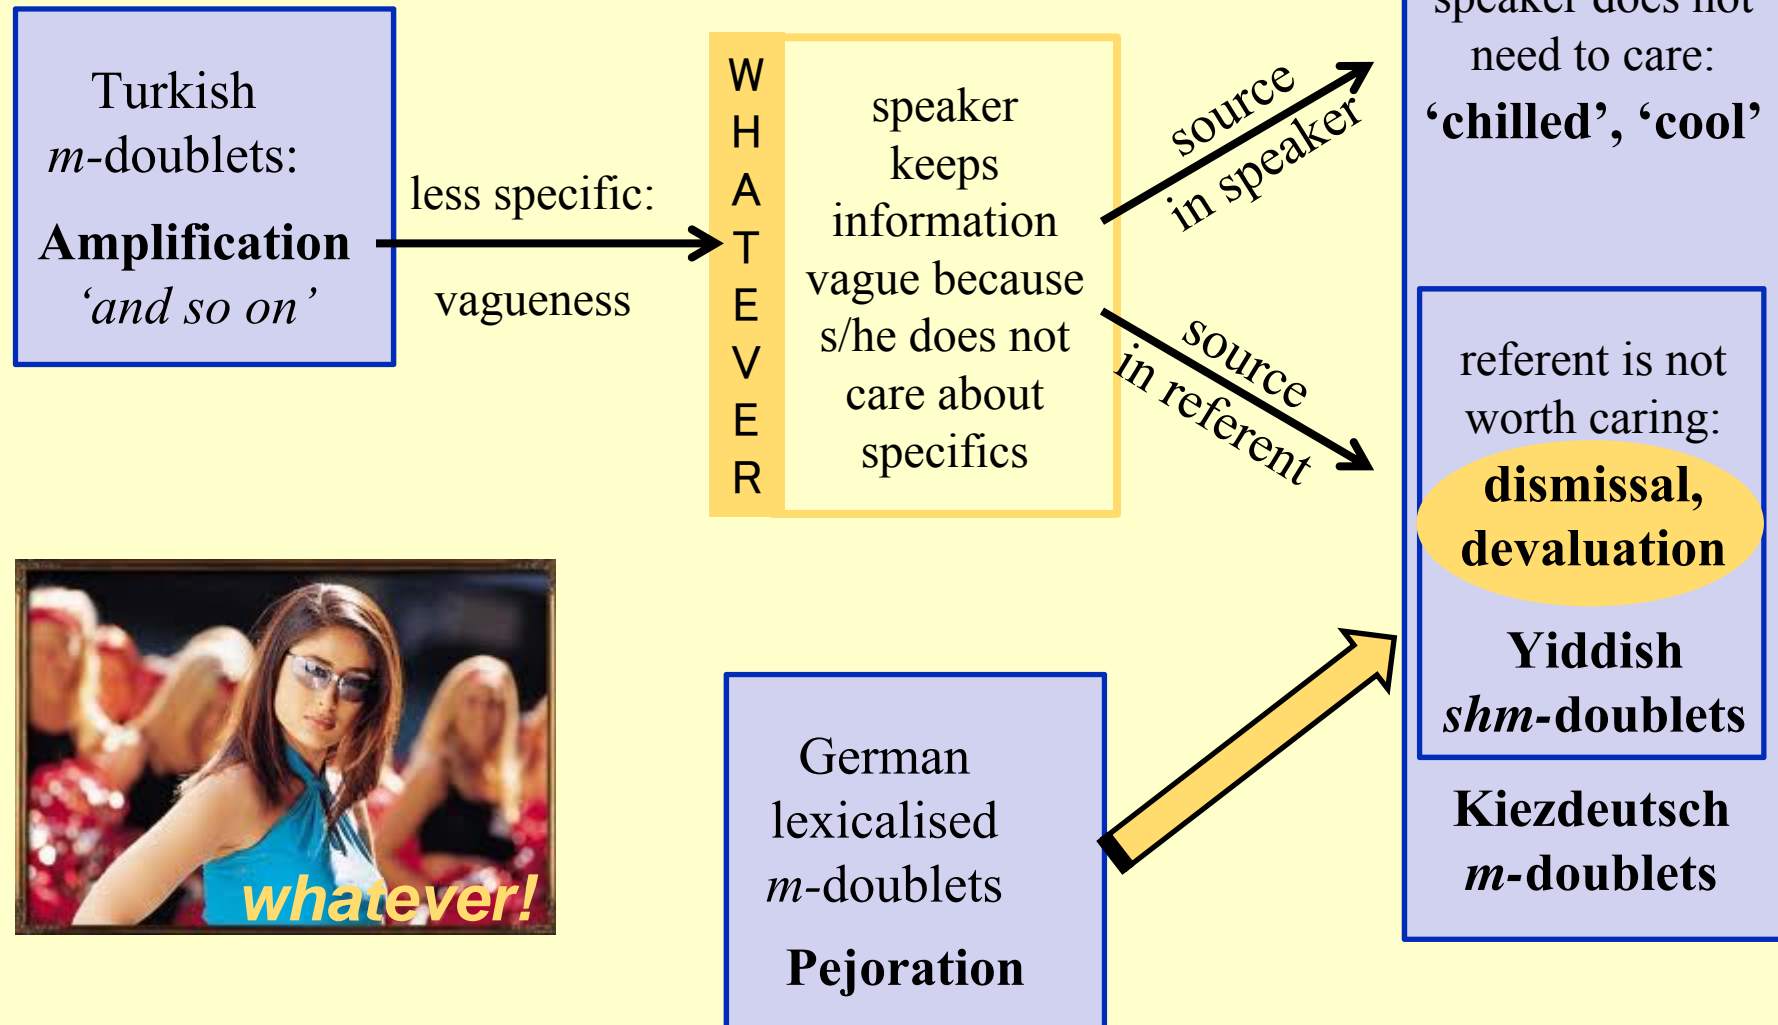 Turkish
m-doublets:
Amplification
‘and so on’
less specific:
vagueness
W
H
A
T
E
V
E
R
speaker
keeps
information
vague because
s/he does not
care about
specifics
source
in speaker
source
in referent
speaker does not
need to care:
‘chilled’, ‘cool’
referent is not
worth caring:
dismissal,
devaluation
Yiddish
shm-doublets
Kiezdeutsch
m-doublets
whatever!
German
lexicalised
m-doublets
Pejoration